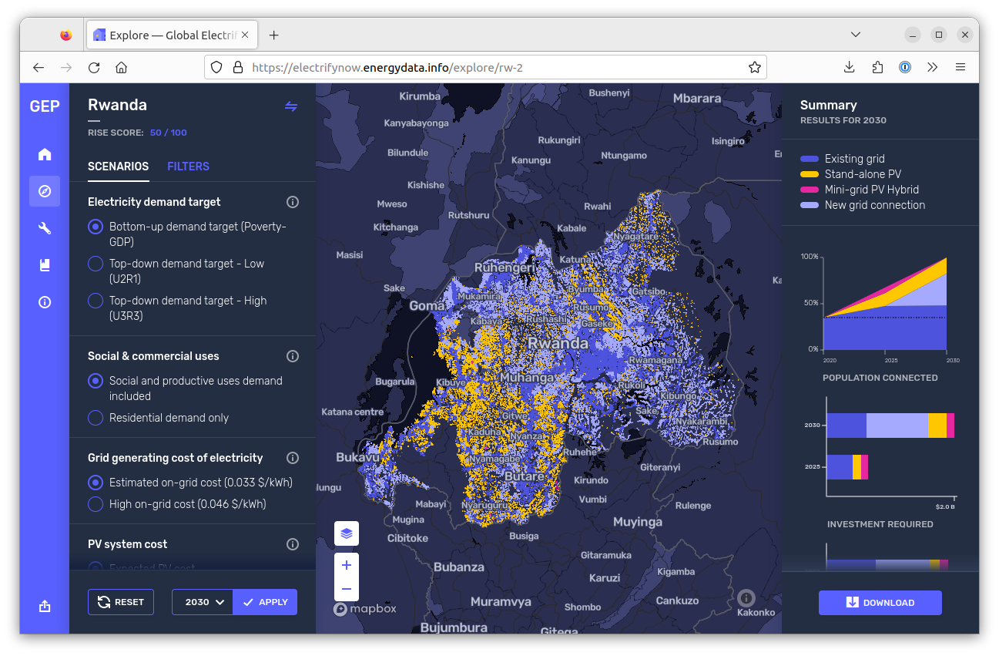 Explore — Global Electrif
https://electrifynow.energydata.info/explore/rw-2
GEP
Rwanda
RISE SCORE: 50 / 100
SCENARIOS
FILTERS
Electricity demand target
Bottom-up demand target (Poverty-
GDP)
Top-down demand target - Low
(U2R1)
Top-down demand target - High
(U3R3)
Social & commercial uses
Social and productive uses demand
included
Residential demand only
Grid generating cost of electricity
Estimated on-grid cost (0.033 $/kWh)
High on-grid cost (0.046 $/kWh)
PV system cost
Expected PV cost
RESET
2030
APPLY
Kirumba
Bushenyi
Mbarara
Kanyabayonga
Rukungiri
Isingiro
Bilundule
Kanungu
Ntungamo
Kishishe
Mweso
Rutshuru
Rwahi
Kitchanga
Kabale
Nyagatare
Masisi
Katuna
Ruhengeri
Sake
Mukamira
Byumba
Gatsibo
Goma
Rusumo
Kabaya
Rushashi
Gaseke
Rwanda
Rwamagana
Bugarula
Kibuye
Muhanga
Rukoli
Kibungo
Katana centre
Gitwe
Sake
Nyakarambi
Kaduha
Nyanza
Rusumo
Bukavu
Nyamagabe
Ruhehe
Giteranyi
Butare
Kirundo
lungu
Mabayi
Nyaruguru
Vumbi
Rulenge
Mugina
Muyinga
Cibitoke
Busiga
Gitaramuka
Bubanza
Karuzi
Kigamba
Muramvya
Shombo
Cankuzo
Kakonko
Bujumbura
Gitega
mapbox
Summary
RESULTS FOR 2030
Existing grid
Stand-alone PV
Mini-grid PV Hybrid
New grid connection
100%
50%
0%
2020
2025
2030
POPULATION CONNECTED
2030
2025
$2.0 B
INVESTMENT REQUIRED
DOWNLOAD